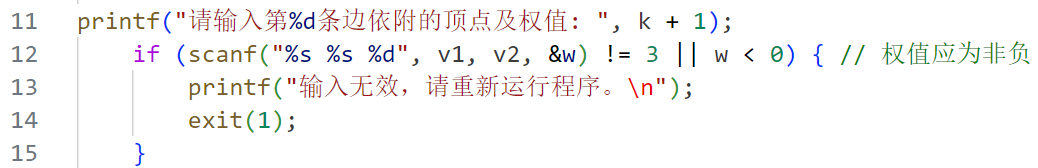 11 printf("请输入第%d条边依附的顶点及权值: ", k + 1);
12 if (scanf("%s %s %d", v1, v2, &w) != 3 || w < 0) { // 权值应为非负
13 printf("输入无效，请重新运行程序。\n");
14 exit(1);
15 }